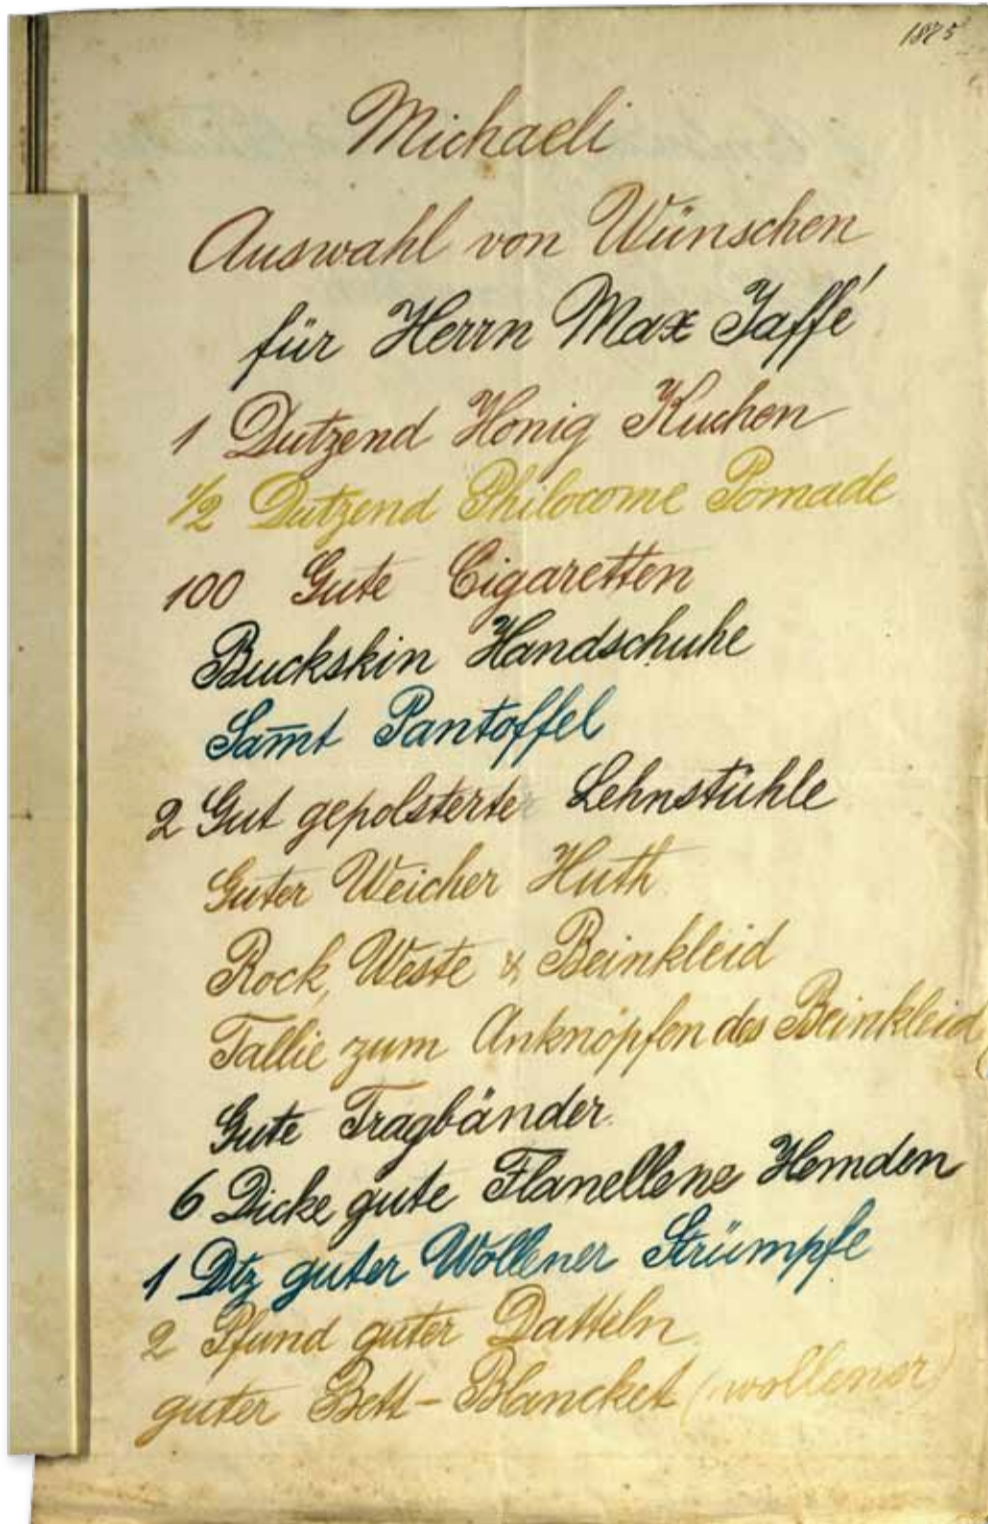 1875
Michaeli
Auswahl von Wünschen
für Herrn Max Jaffé
1 Dutzend Honig Kuchen
1/2 Dutzend Philocome Pomade
100 Gute Cigaretten
Buckskin Handschuhe
Sam̅t Pantoffel
2 Gut gepolsterte Lehnstühle
Guter Weicher Huth
Rock, Weste & Beinkleid
Tallie zum Anknöpfen des Beinkleid
Gute Tragbänder.
6 Dicke gute Flanellene Hemden
1 Dtz guter Wollener Strümpfe
2 Pfund guter Datteln
guter Bett-Blancket (wollener)